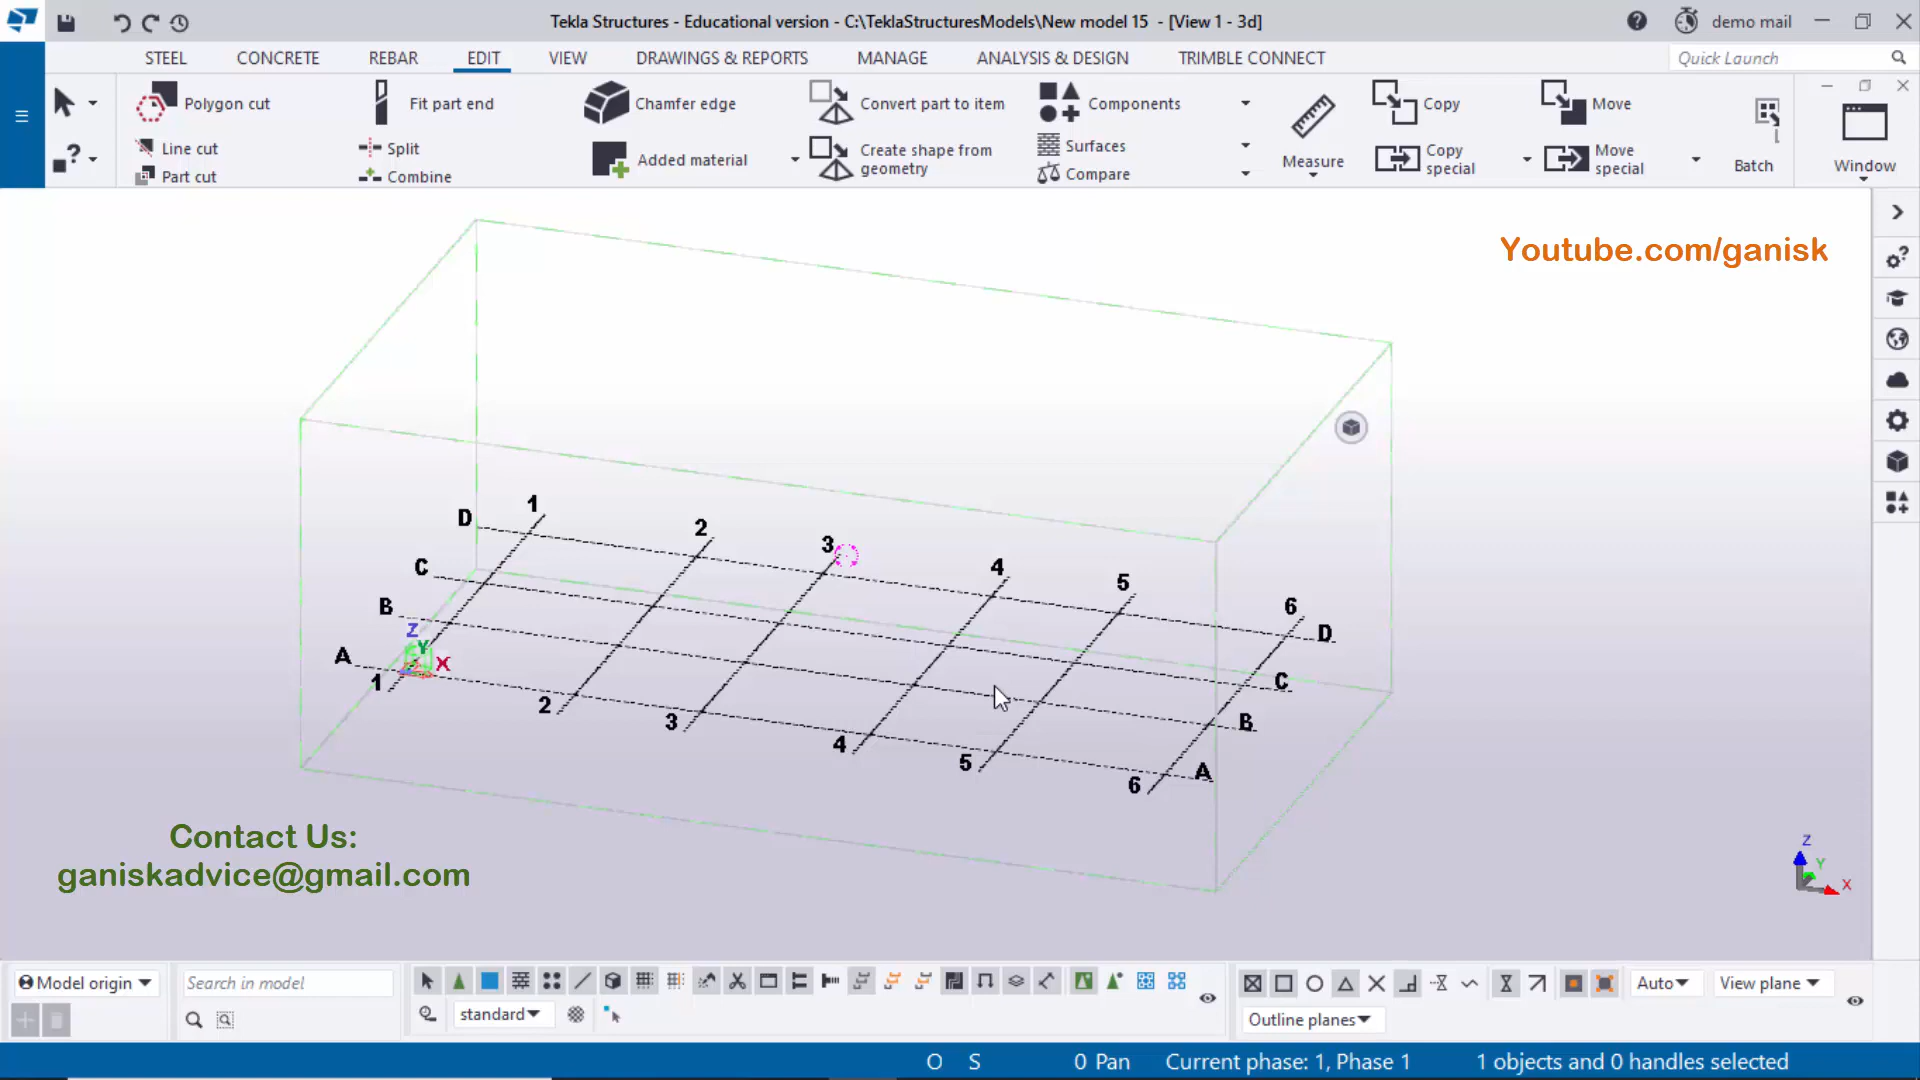 Tekla Structures - Educational version - C:\TeklaStructuresModels\New model 15 - [View 1 - 3d]
demo mail
STEEL
CONCRETE
REBAR
EDIT
VIEW
DRAWINGS & REPORTS
MANAGE
ANALYSIS & DESIGN
TRIMBLE CONNECT
Quick Launch
Polygon cut
Line cut
Part cut
Fit part end
Split
Combine
Chamfer edge
Added material
Convert part to item
Create shape from
geometry
Components
Surfaces
Compare
Measure
Copy
Copy
special
Move
Move
special
Batch
Window
Youtube.com/ganisk
1
D
2
3
C
4
5
B
6
Z
D
Y
A
X
1
C
2
3
B
4
5
A
6
Contact Us:
ganiskadvice@gmail.com
Z
Y
X
Model origin
Search in model
standard
Auto
View plane
Outline planes
O S
0 Pan
Current phase: 1, Phase 1
1 objects and 0 handles selected